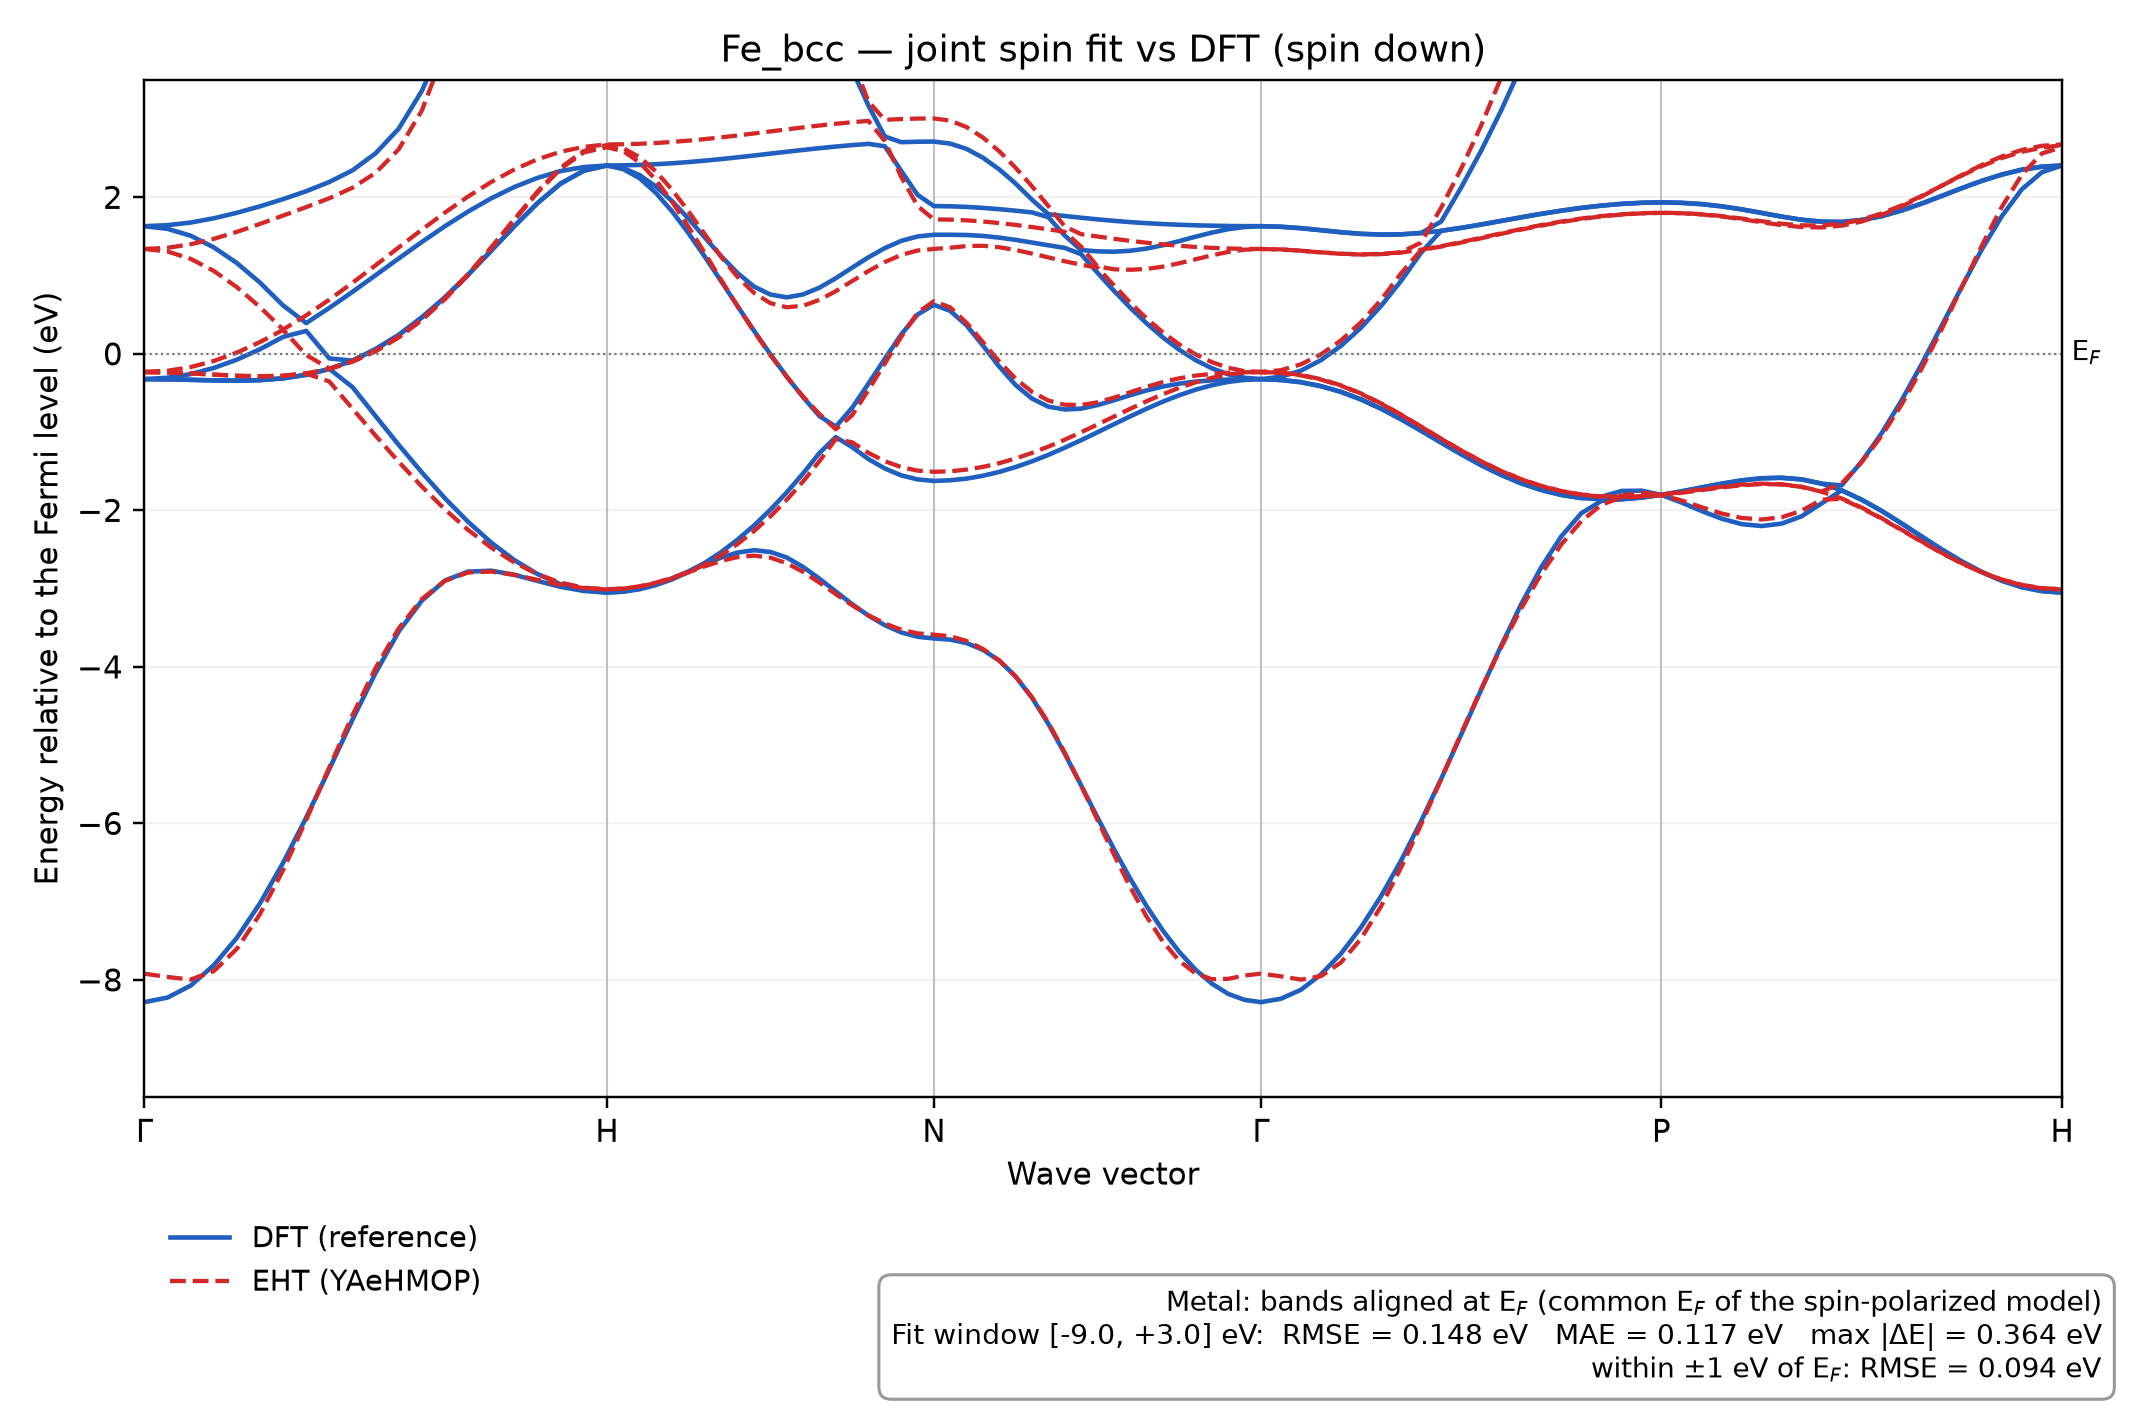 Fe_bcc — joint spin fit vs DFT (spin down)
Energy relative to the Fermi level (eV)
2
0
−2
−4
−6
−8
E_F
Γ
H
N
Γ
P
H
Wave vector
DFT (reference)
EHT (YAeHMOP)
Metal: bands aligned at E_F (common E_F of the spin-polarized model)
Fit window [-9.0, +3.0] eV:  RMSE = 0.148 eV   MAE = 0.117 eV   max |ΔE| = 0.364 eV
within ±1 eV of E_F: RMSE = 0.094 eV